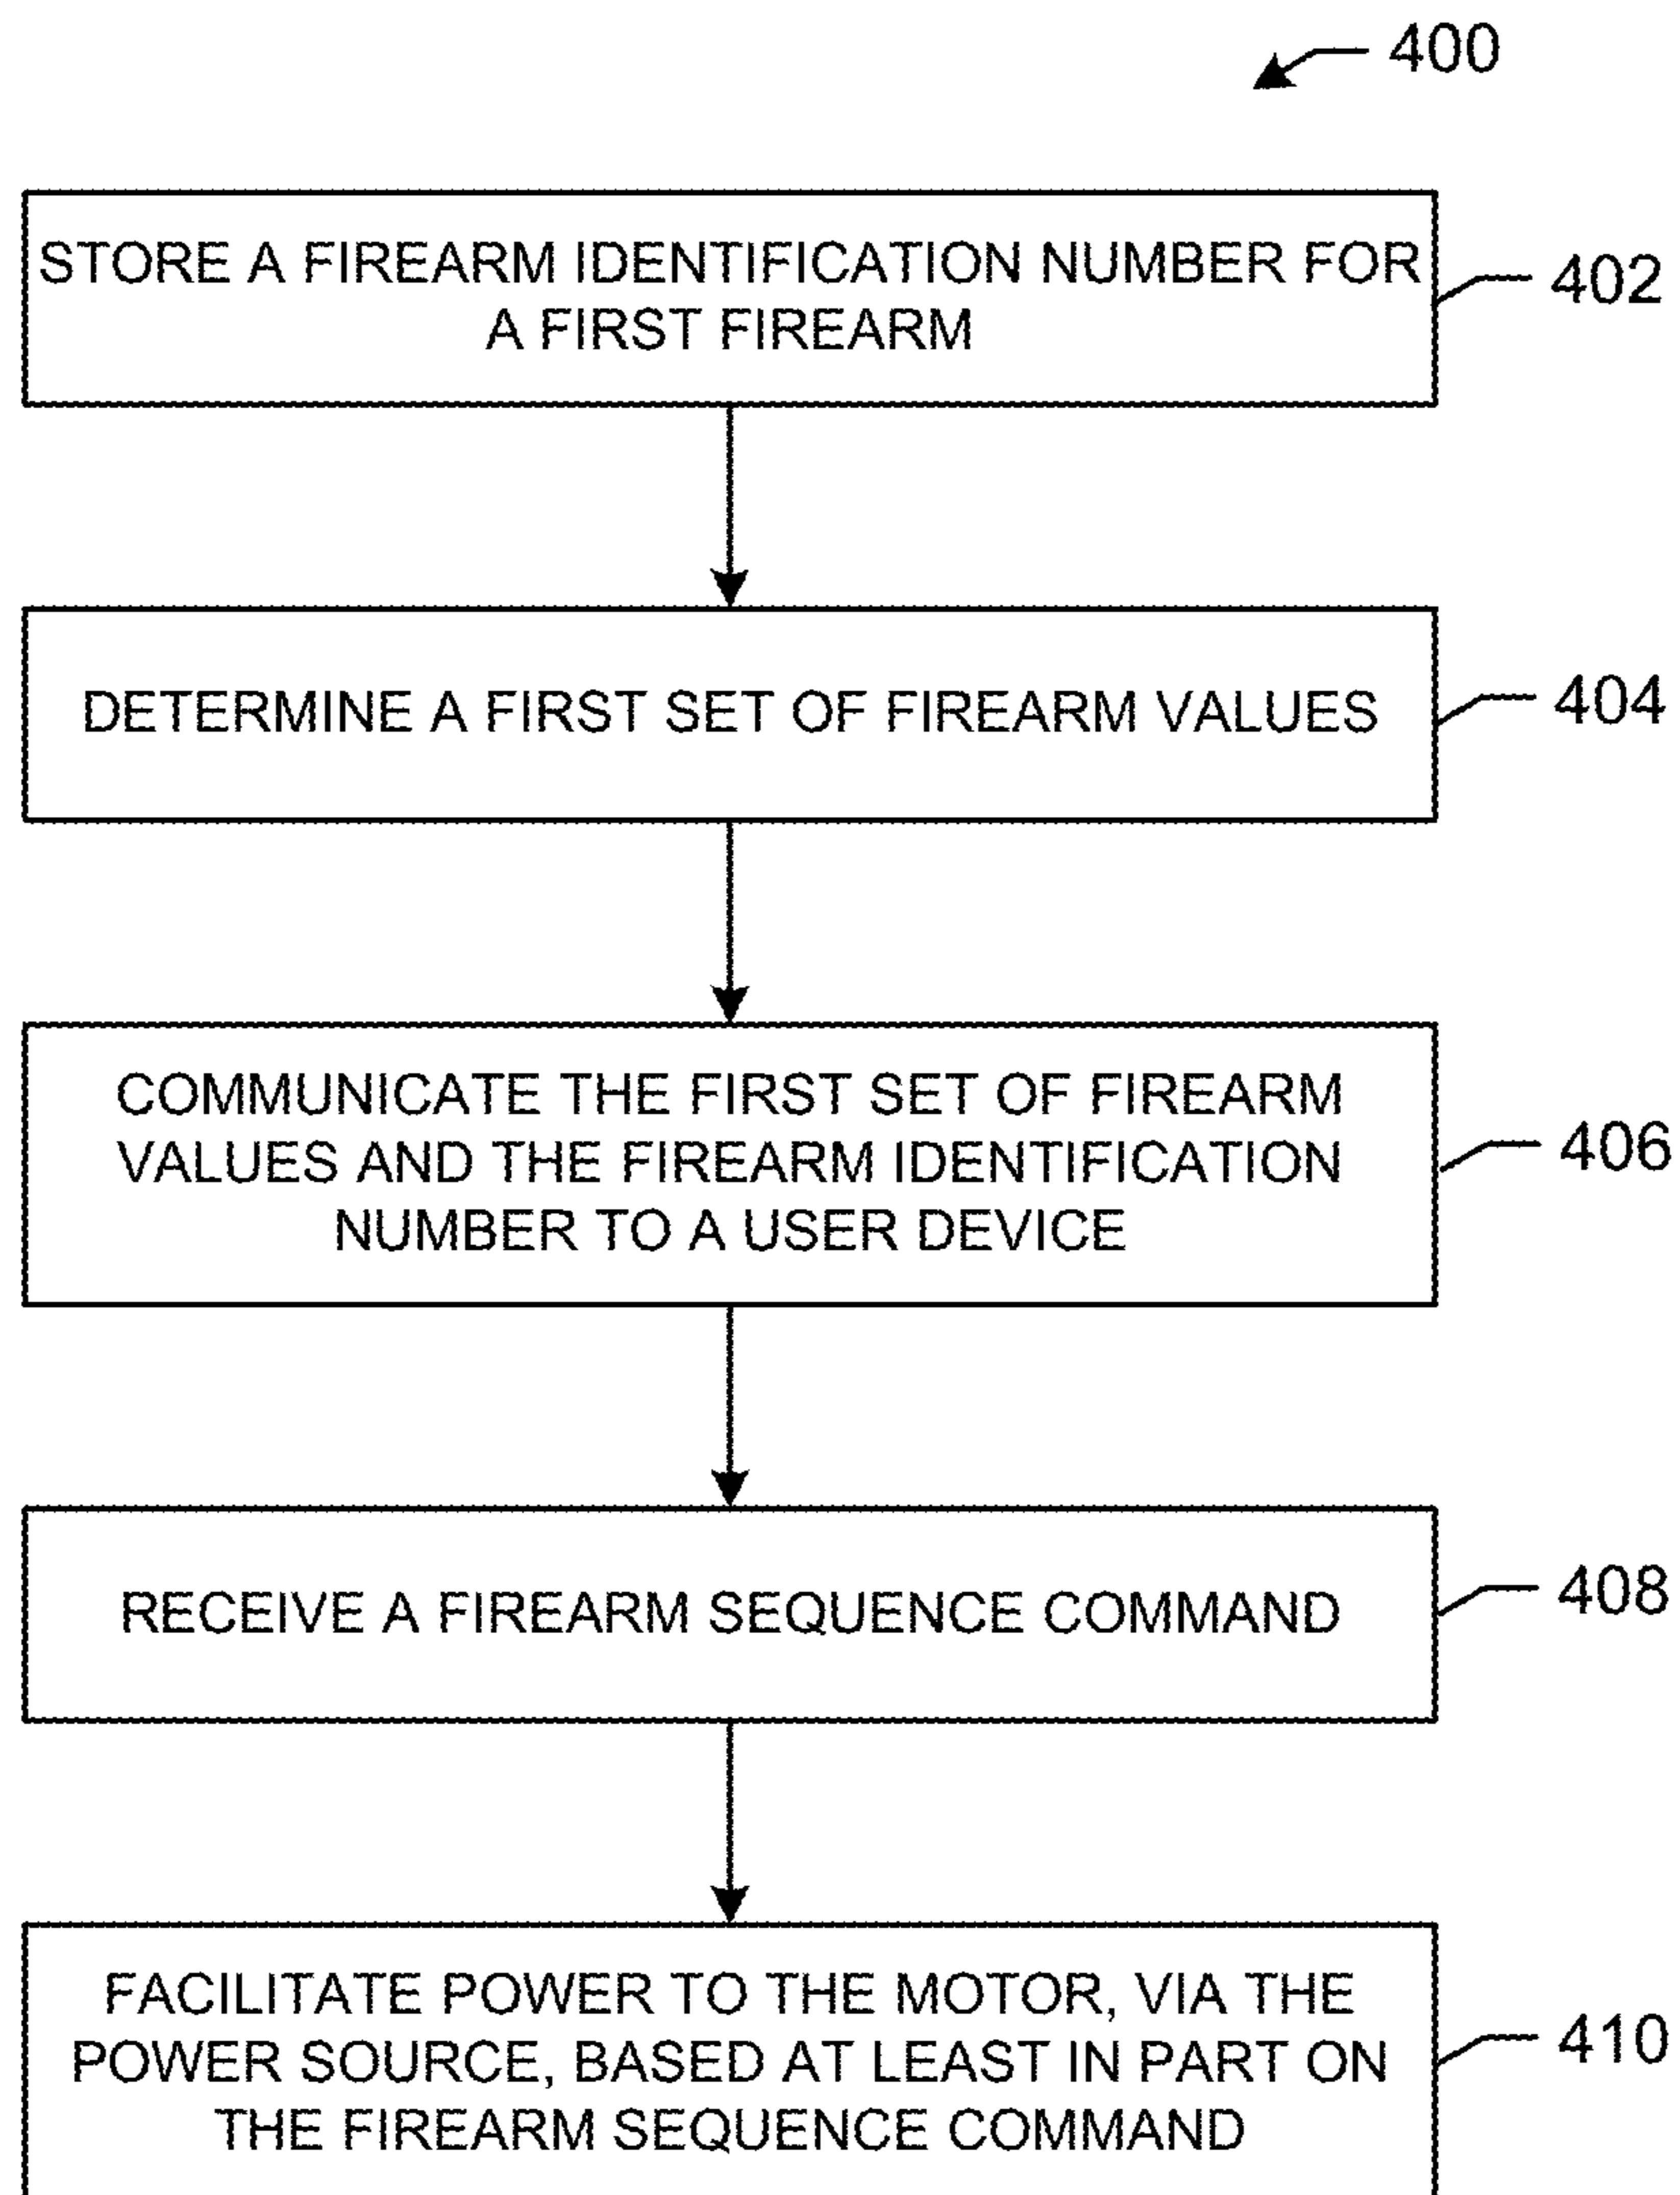 400
STORE A FIREARM IDENTIFICATION NUMBER FOR
A FIRST FIREARM
402
DETERMINE A FIRST SET OF FIREARM VALUES
404
COMMUNICATE THE FIRST SET OF FIREARM
VALUES AND THE FIREARM IDENTIFICATION
NUMBER TO A USER DEVICE
406
RECEIVE A FIREARM SEQUENCE COMMAND
408
FACILITATE POWER TO THE MOTOR, VIA THE
POWER SOURCE, BASED AT LEAST IN PART ON
THE FIREARM SEQUENCE COMMAND
410